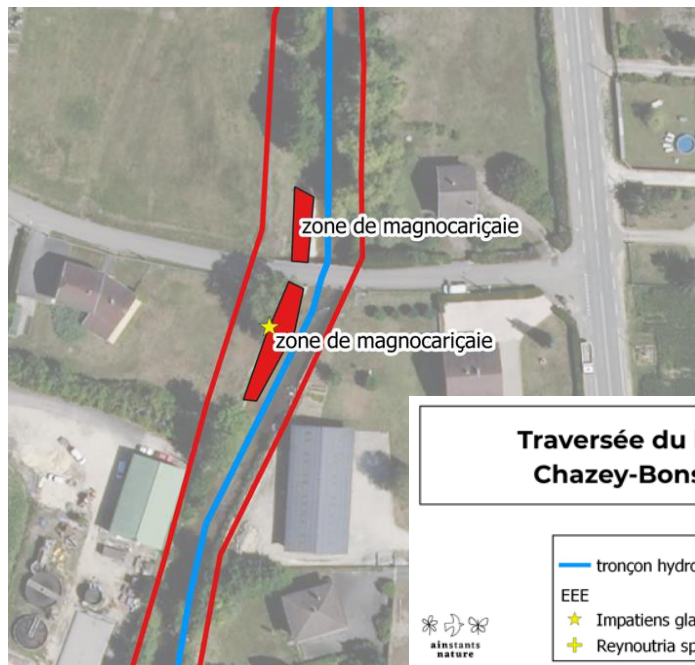 zone de magnocariçaie
zone de magnocariçaie
Traversée du
Chazey-Bons
tronçon hydro
EEE
Impatiens gla
Reynoutria sp
ainstants
nature